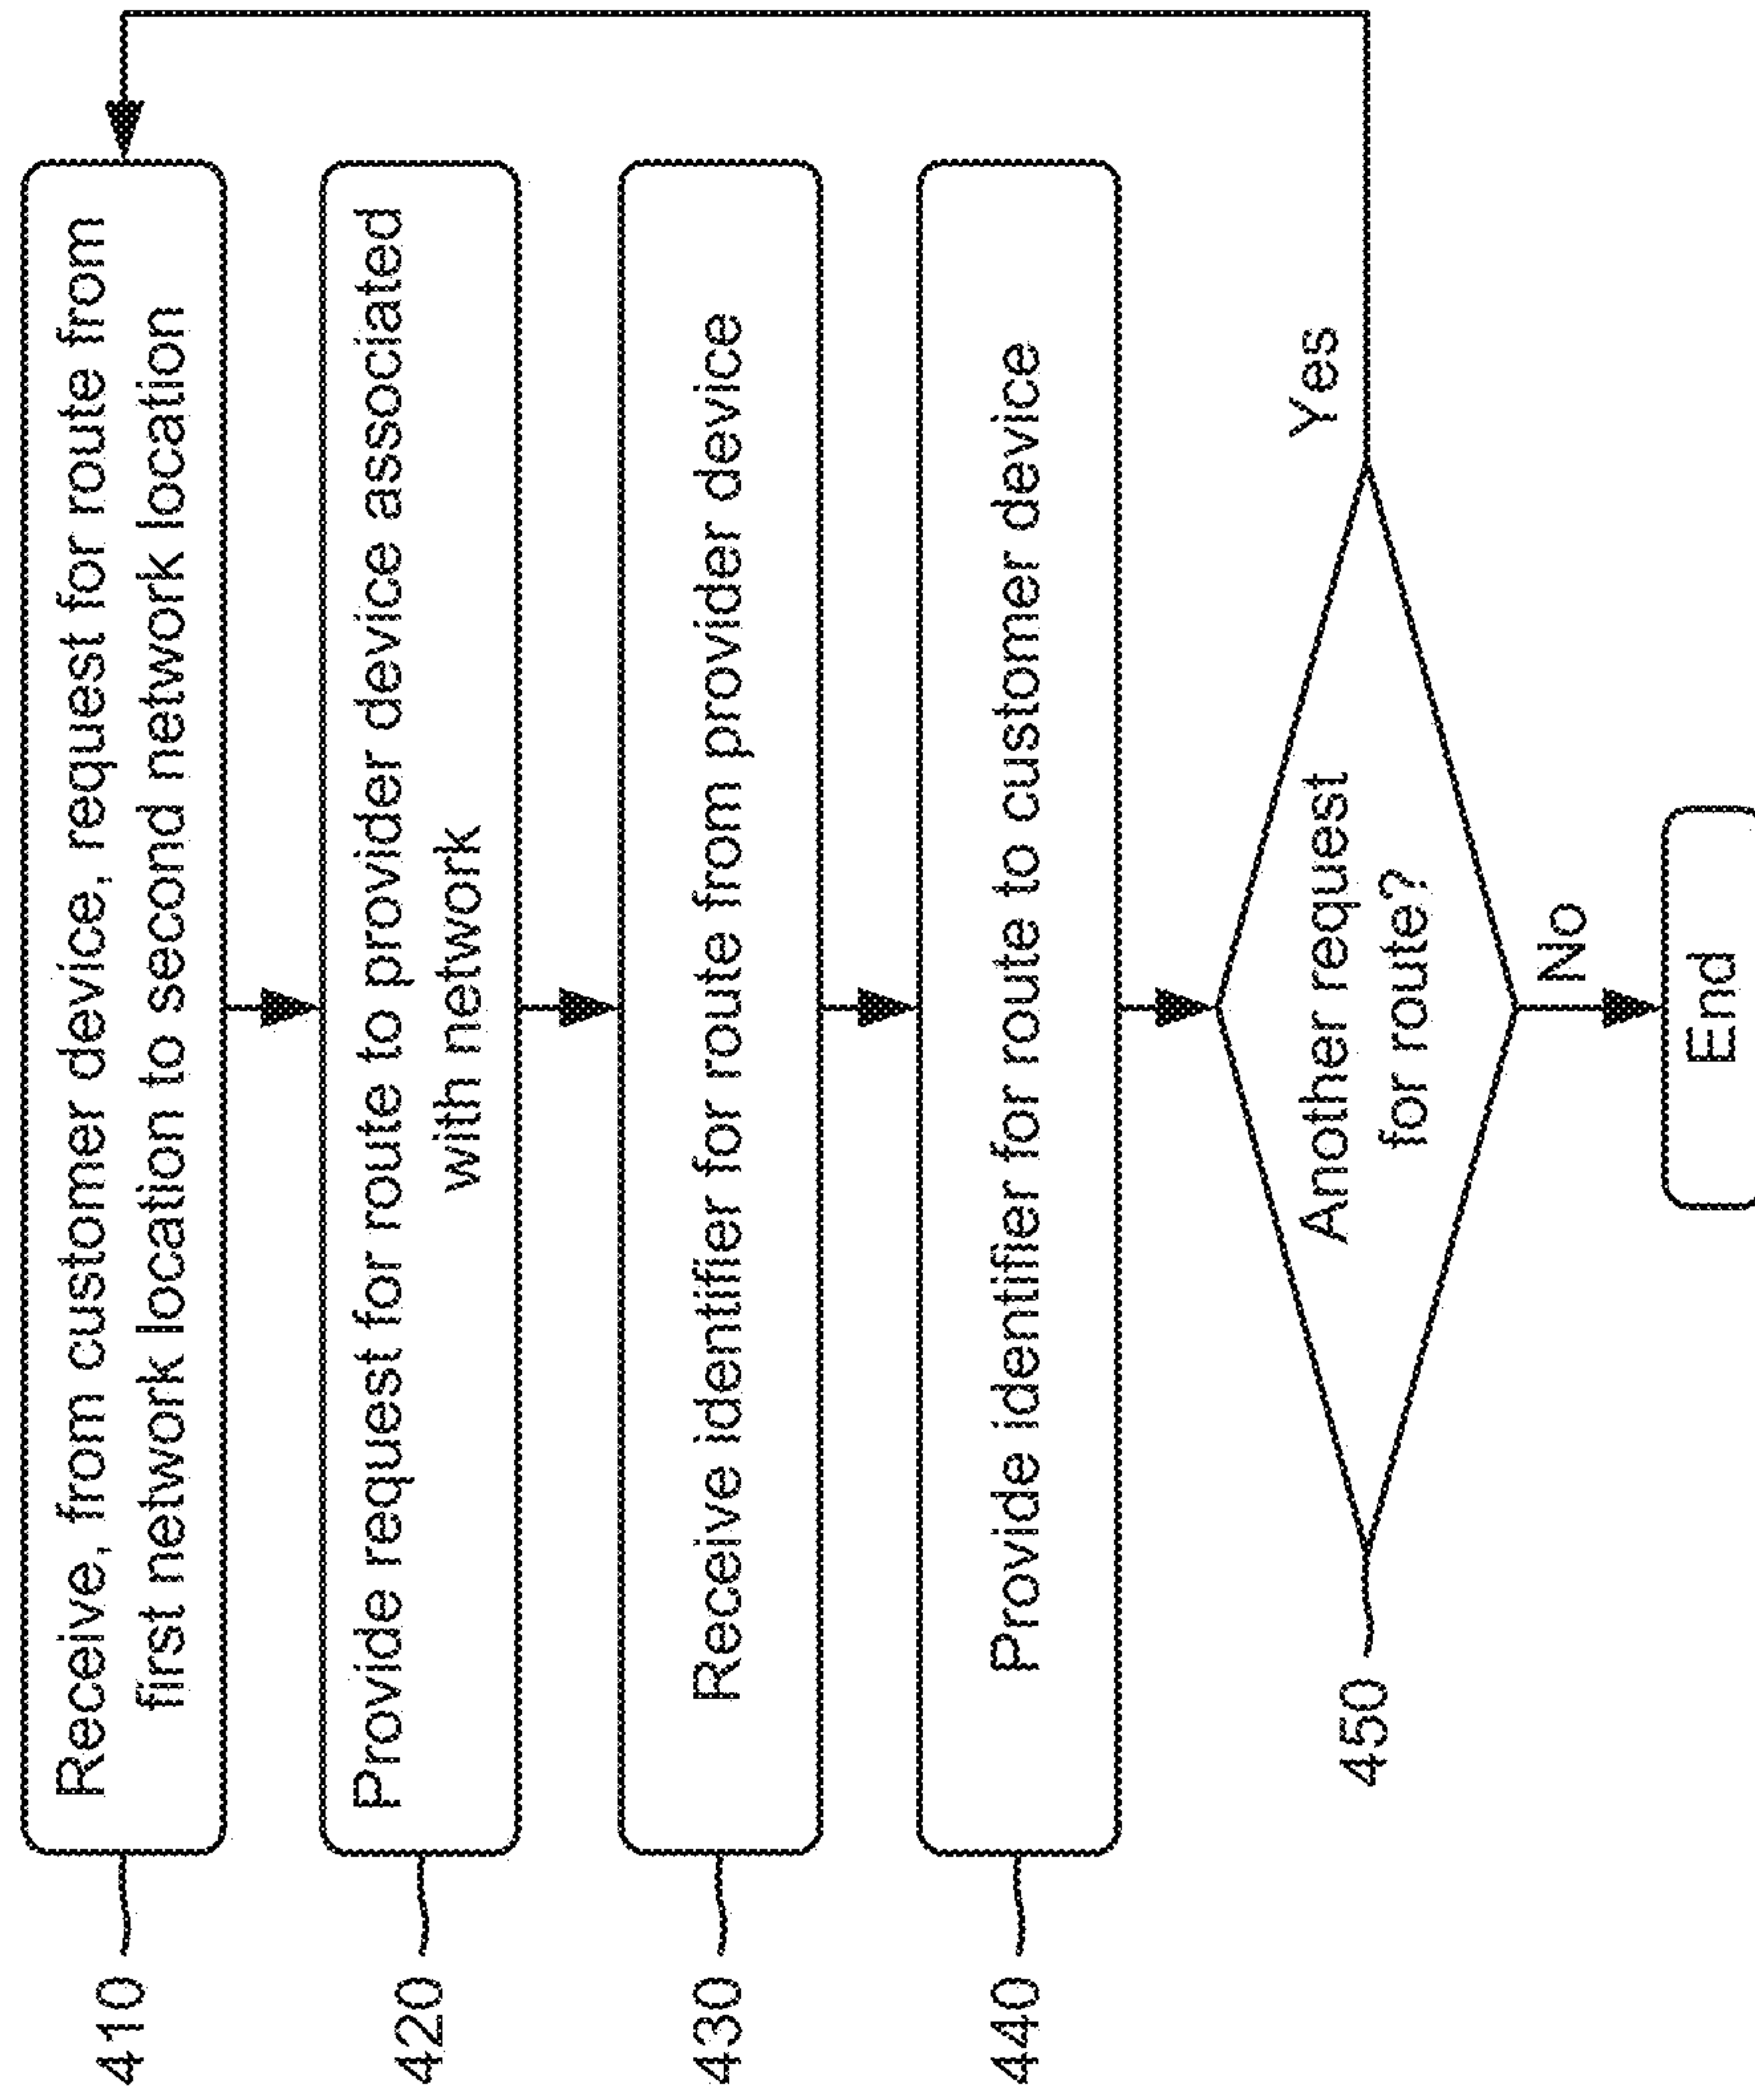 410
Receive, from customer device, request for route from
first network location to second network location
420
Provide request for route to provider device associated
with network
430
Receive identifier for route from provider device
440
Provide identifier for route to customer device
450
Another request
for route?
Yes
No
End